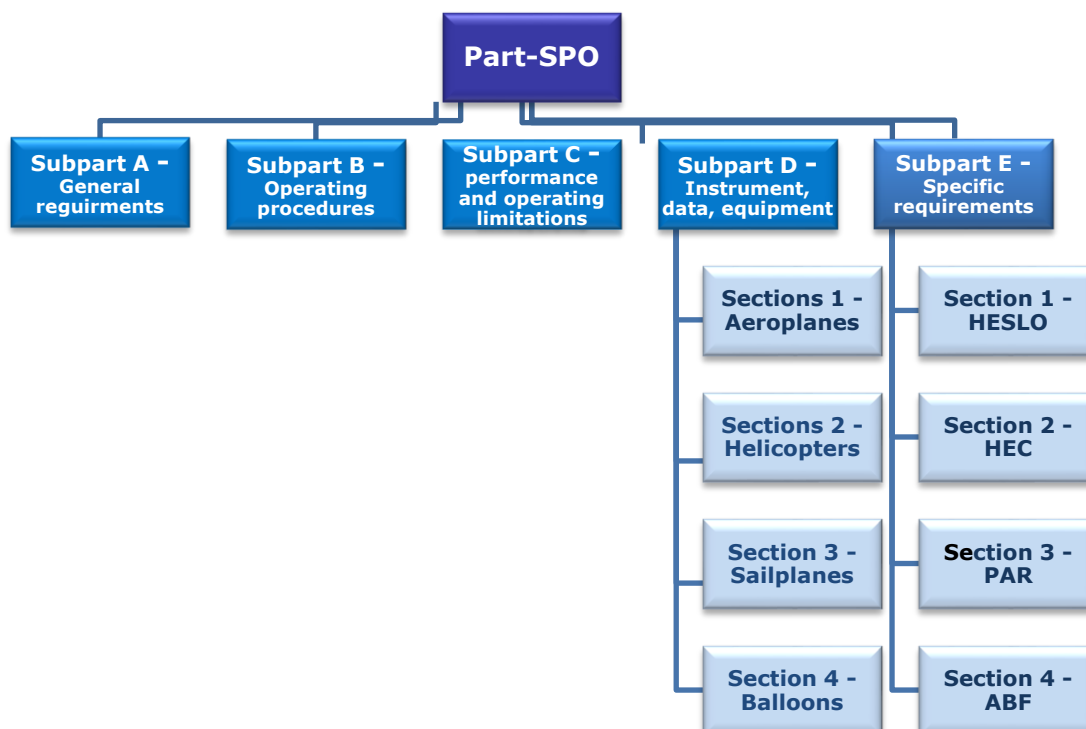 Part-SPO
Subpart A –
General
reguirments
Subpart B –
Operating
procedures
Subpart C –
performance
and operating
limitations
Subpart D –
Instrument,
data, equipment
Subpart E –
Specific
requirements
Sections 1 -
Aeroplanes
Sections 2 -
Helicopters
Section 3 -
Sailplanes
Section 4 -
Balloons
Section 1 -
HESLO
Section 2 -
HEC
Section 3 -
PAR
Section 4 -
ABF